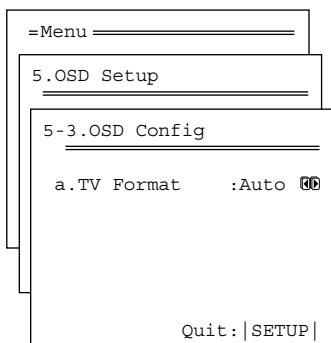 =Menu
5.OSD Setup
5-3.OSD Config
a.TV Format :Auto
Quit:|SETUP|